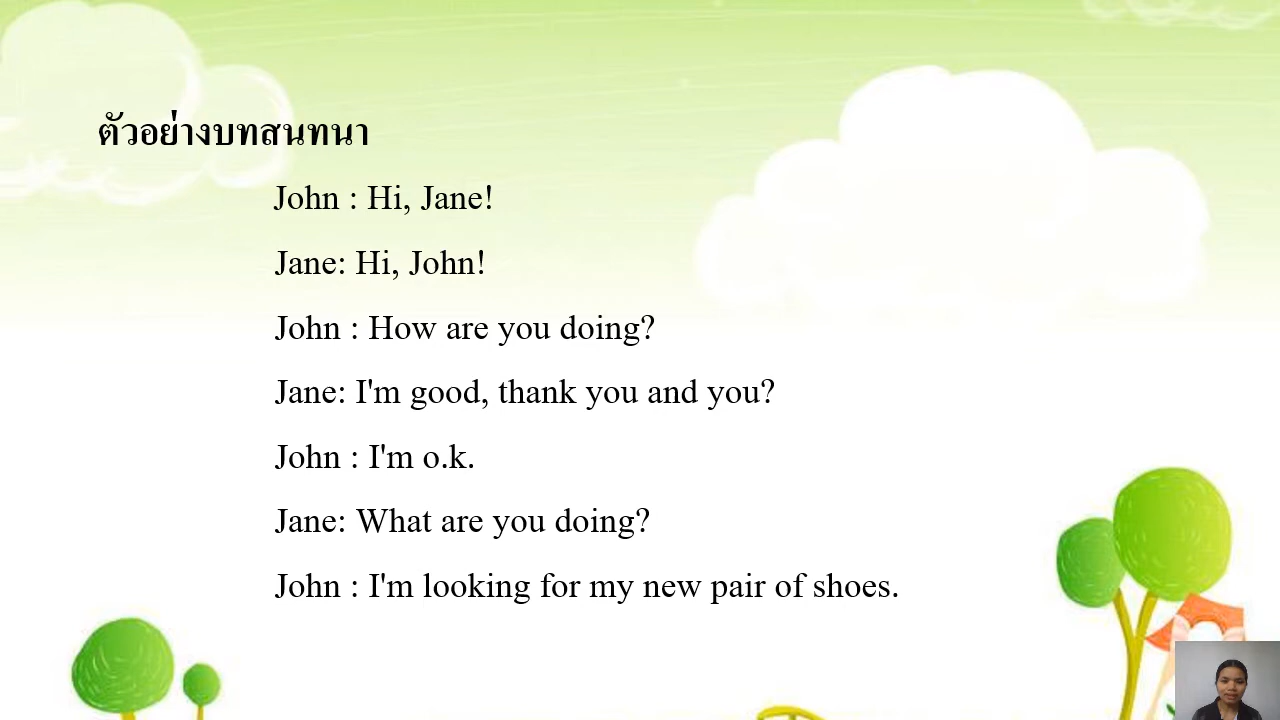 ตัวอย่างบทสนทนา
John : Hi, Jane!
Jane: Hi, John!
John : How are you doing?
Jane: I'm good, thank you and you?
John : I'm o.k.
Jane: What are you doing?
John : I'm looking for my new pair of shoes.